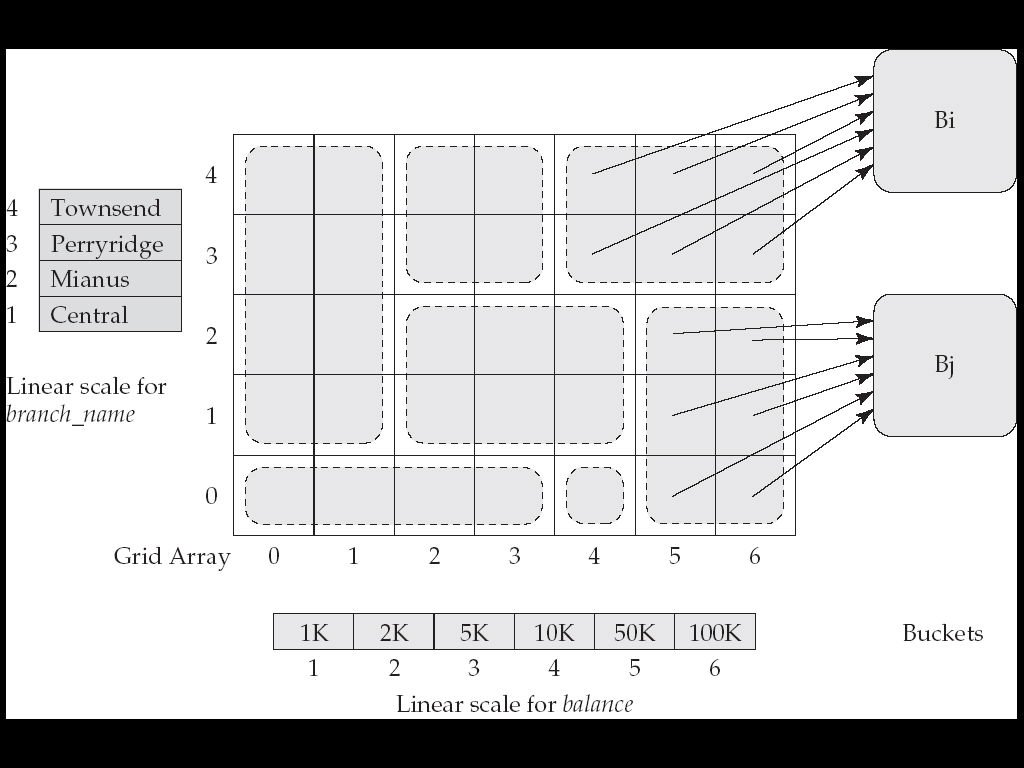 Bi
4
4 Townsend
3 Perryridge
3
2 Mianus
1 Central
2
Bj
Linear scale for
branch_name
1
0
Grid Array 0 1 2 3 4 5 6
1K 2K 5K 10K 50K 100K
Buckets
1 2 3 4 5 6
Linear scale for balance